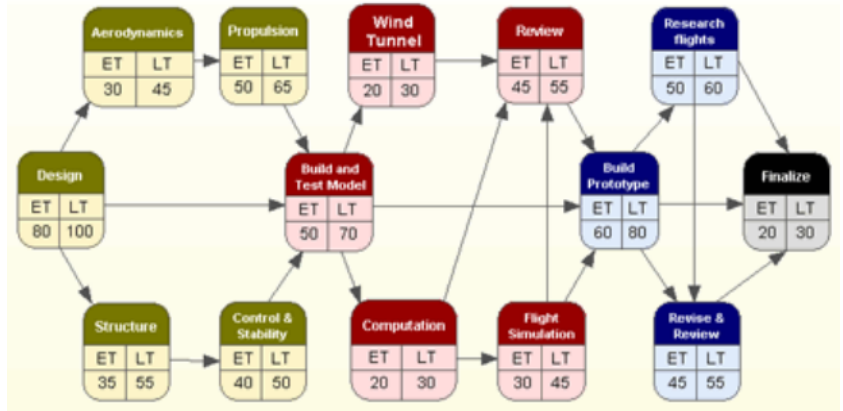 Aerodynamics
ET LT
30 45
Propulsion
ET LT
50 65
Wind
Tunnel
ET LT
20 30
Review
ET LT
45 55
Research
flights
ET LT
50 60
Design
ET LT
80 100
Build and
Test Model
ET LT
50 70
Build
Prototype
ET LT
60 80
Finalize
ET LT
20 30
Structure
ET LT
35 55
Control &
Stability
ET LT
40 50
Computation
ET LT
20 30
Flight
Simulation
ET LT
30 45
Revise &
Review
ET LT
45 55